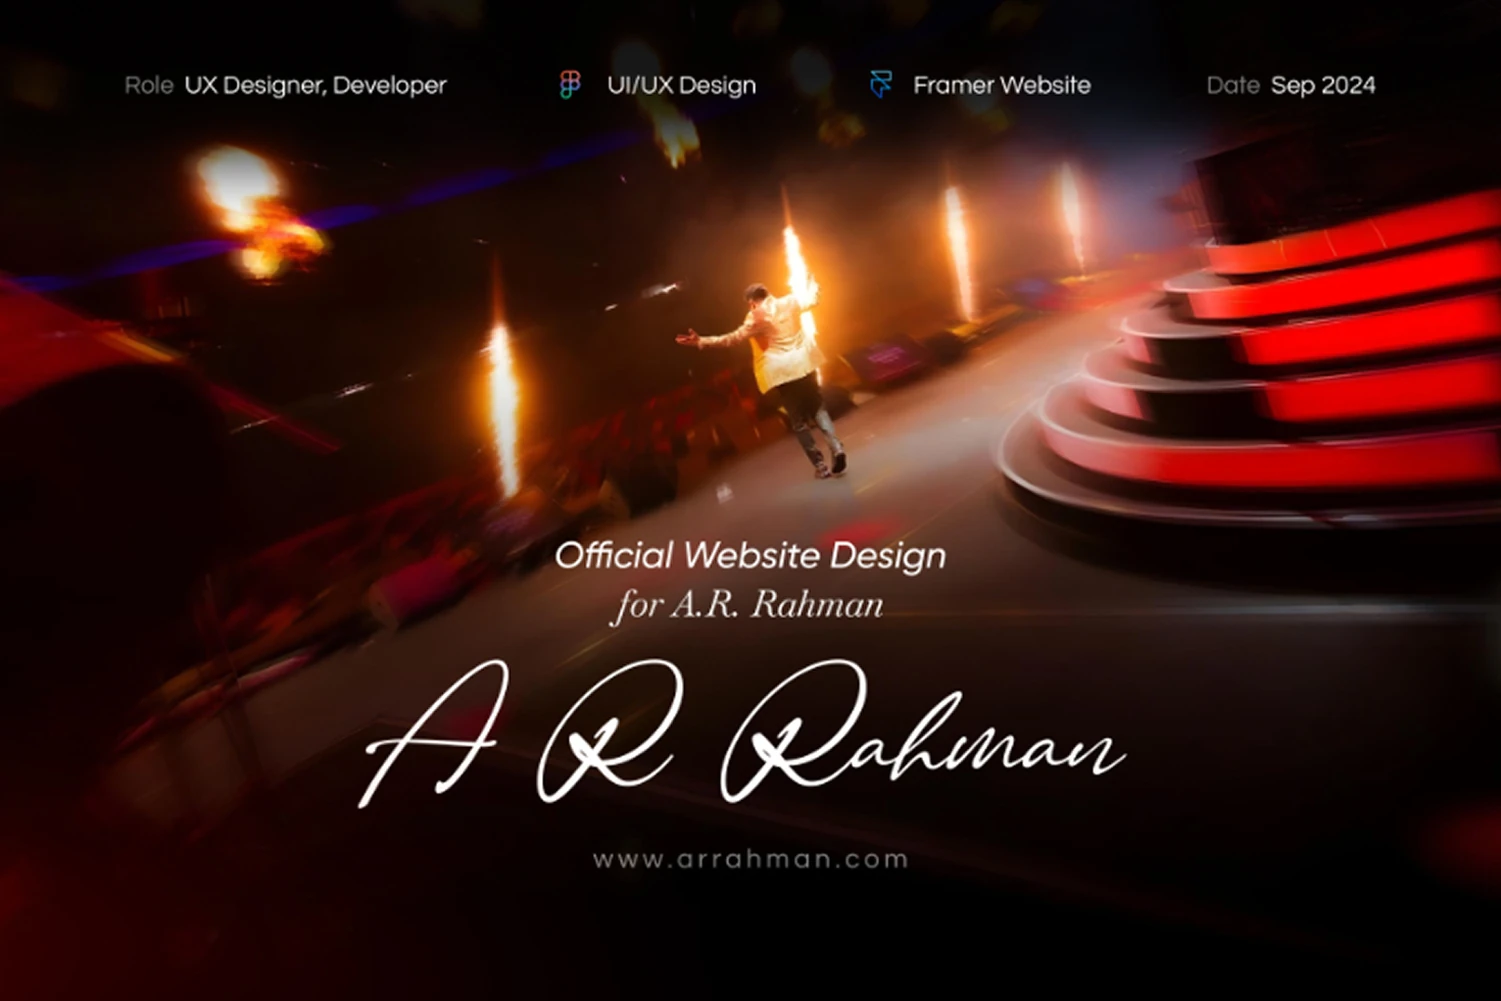 Role UX Designer, Developer UI/UX Design Framer Website Date Sep 2024
Official Website Design
for A.R. Rahman
A R Rahman
www.arrahman.com